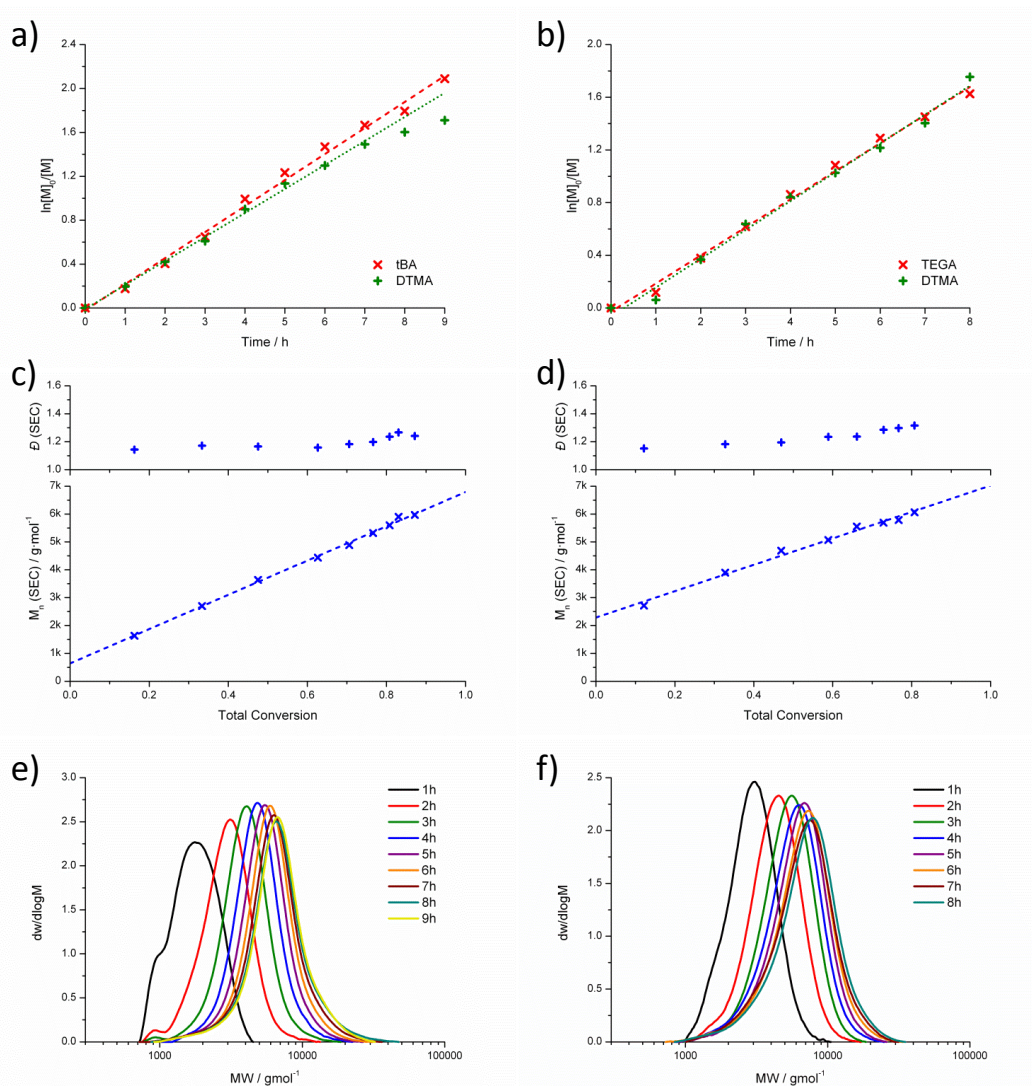 a)
ln[M]₀/[M]
2.4
2.0
1.6
1.2
0.8
0.4
0.0
0 1 2 3 4 5 6 7 8 9
Time / h
tBA
DTMA
b)
ln[M]₀/[M]
2.0
1.6
1.2
0.8
0.4
0.0
0 1 2 3 4 5 6 7 8
Time / h
TEGA
DTMA
c)
Đ (SEC)
1.6
1.4
1.2
1.0
Mₙ (SEC) / g·mol⁻¹
7k
6k
5k
4k
3k
2k
1k
0
0.0 0.2 0.4 0.6 0.8 1.0
Total Conversion
d)
Đ (SEC)
1.6
1.4
1.2
1.0
Mₙ (SEC) / g·mol⁻¹
7k
6k
5k
4k
3k
2k
1k
0
0.0 0.2 0.4 0.6 0.8 1.0
Total Conversion
e)
dw/dlogM
3.0
2.5
2.0
1.5
1.0
0.5
0.0
1000 10000 100000
MW / gmol⁻¹
1h
2h
3h
4h
5h
6h
7h
8h
9h
f)
dw/dlogM
2.5
2.0
1.5
1.0
0.5
0.0
1000 10000 100000
MW / gmol⁻¹
1h
2h
3h
4h
5h
6h
7h
8h